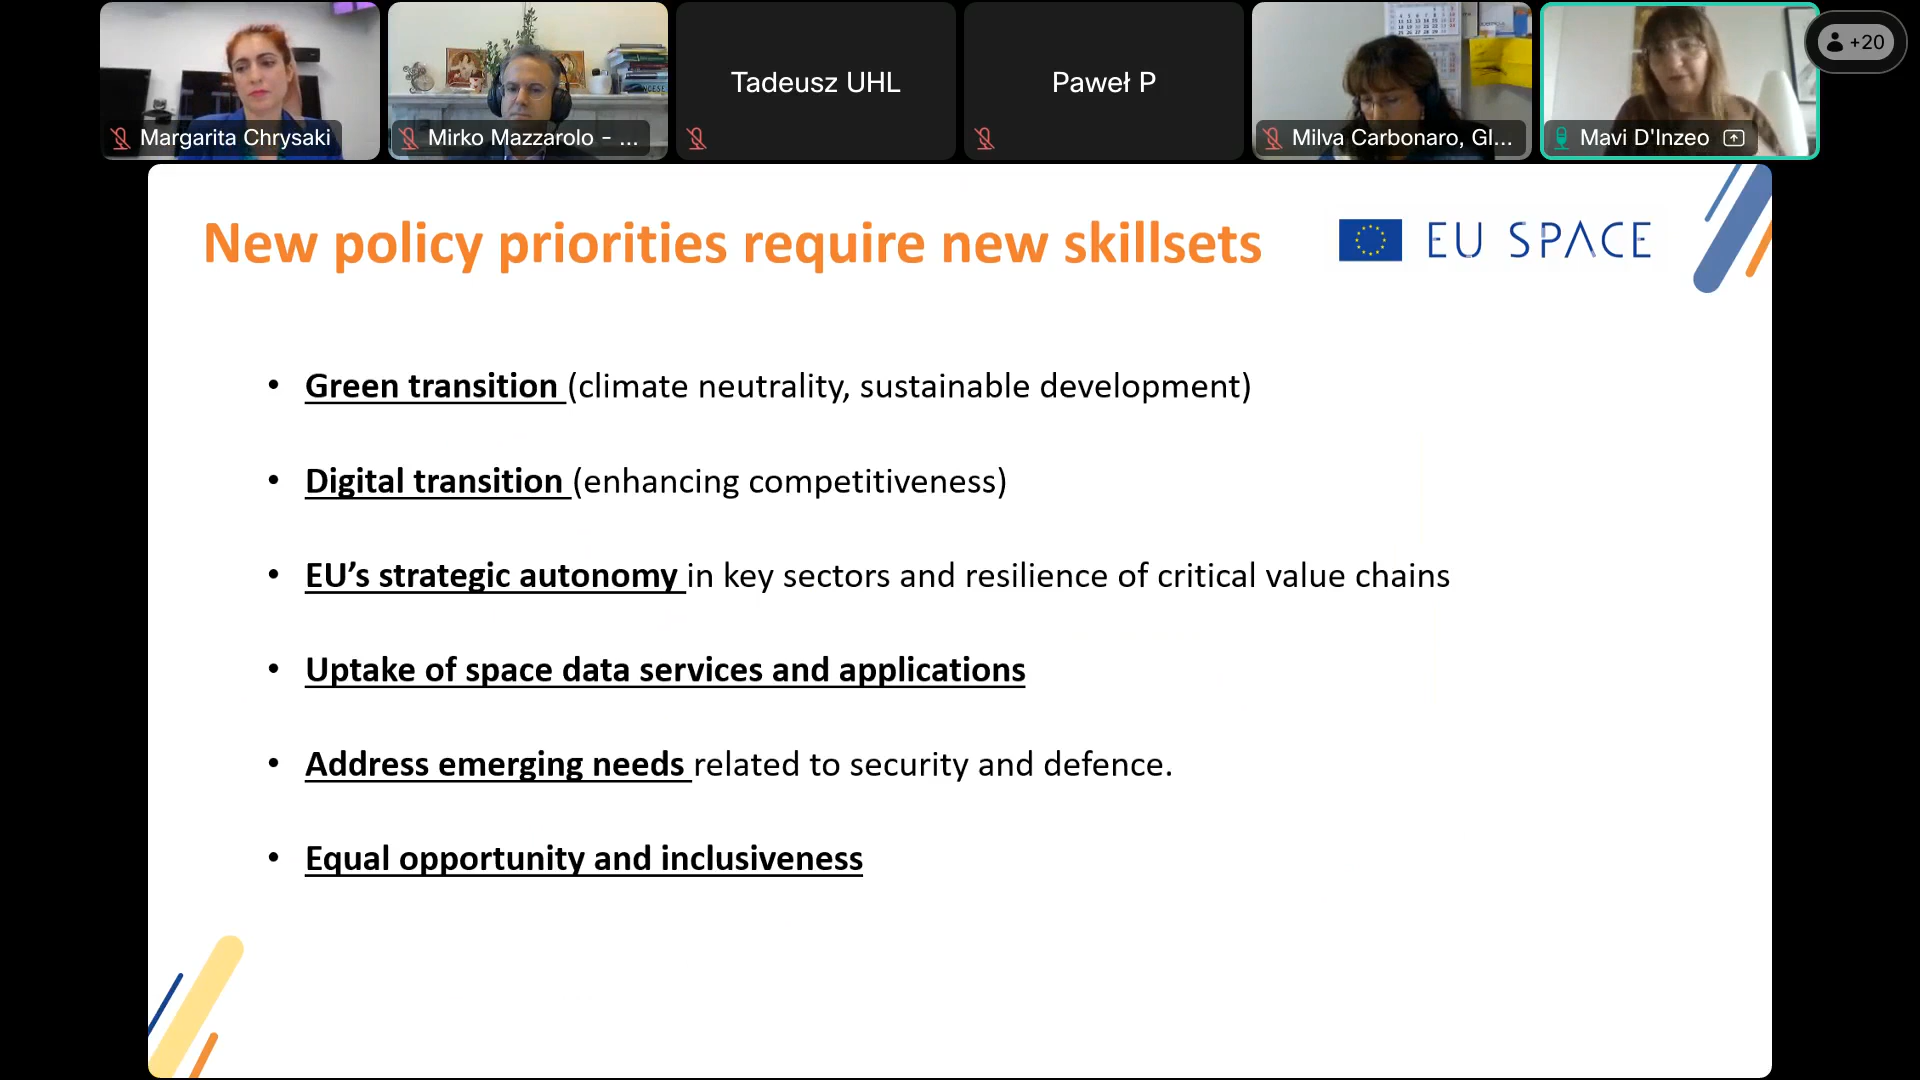 Tadeusz UHL
Paweł P
Margarita Chrysaki
Mirko Mazzarolo - ...
Milva Carbonaro, GI...
Mavi D'Inzeo
+20
New policy priorities require new skillsets
EU SPACE
• Green transition (climate neutrality, sustainable development)
• Digital transition (enhancing competitiveness)
• EU’s strategic autonomy in key sectors and resilience of critical value chains
• Uptake of space data services and applications
• Address emerging needs related to security and defence.
• Equal opportunity and inclusiveness